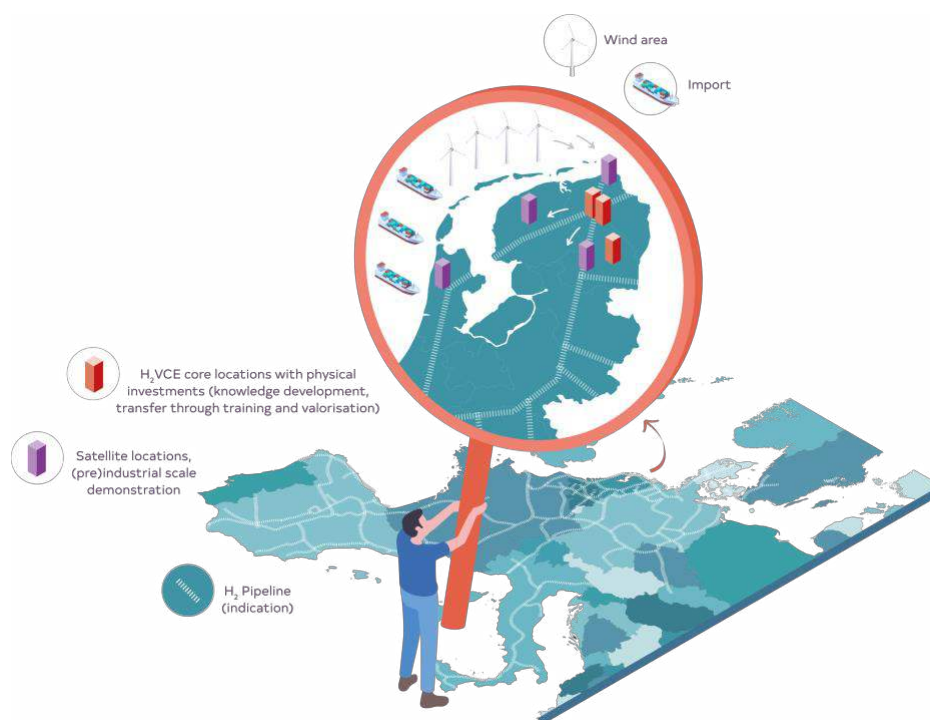 Wind area
Import
H₂VCE core locations with physical
investments (knowledge development,
transfer through training and valorisation)
Satellite locations,
(pre)industrial scale
demonstration
H₂ Pipeline
(indication)